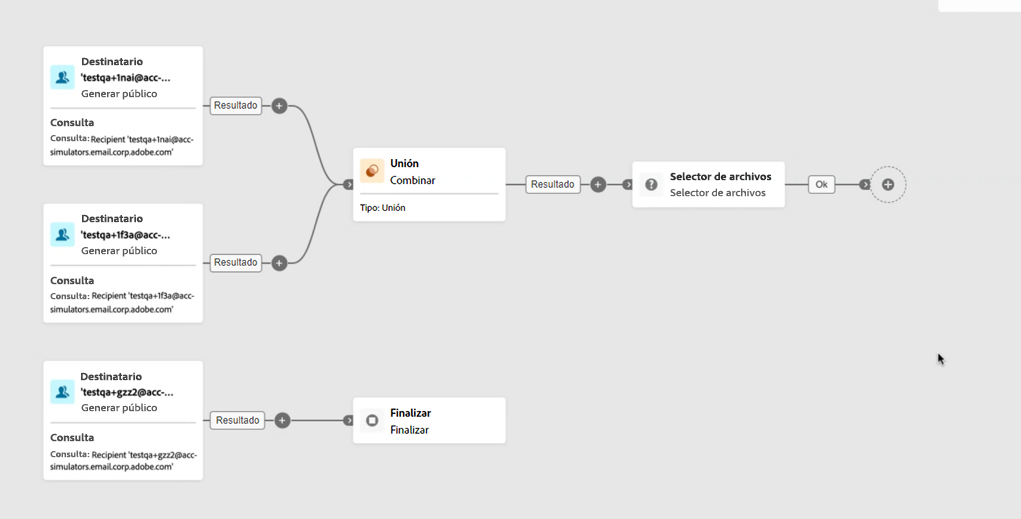 Destinatario
'testqa+1nai@acc-...
Generar público
Consulta
Consulta: Recipient 'testqa+1nai@acc-
simulators.email.corp.adobe.com'
Resultado
Destinatario
'testqa+1f3a@acc-...
Generar público
Consulta
Consulta: Recipient 'testqa+1f3a@acc-
simulators.email.corp.adobe.com'
Resultado
Unión
Combinar
Tipo: Unión
Resultado
Selector de archivos
Selector de archivos
Ok
Destinatario
'testqa+gzz2@acc-...
Generar público
Consulta
Consulta: Recipient 'testqa+gzz2@acc-
simulators.email.corp.adobe.com'
Resultado
Finalizar
Finalizar